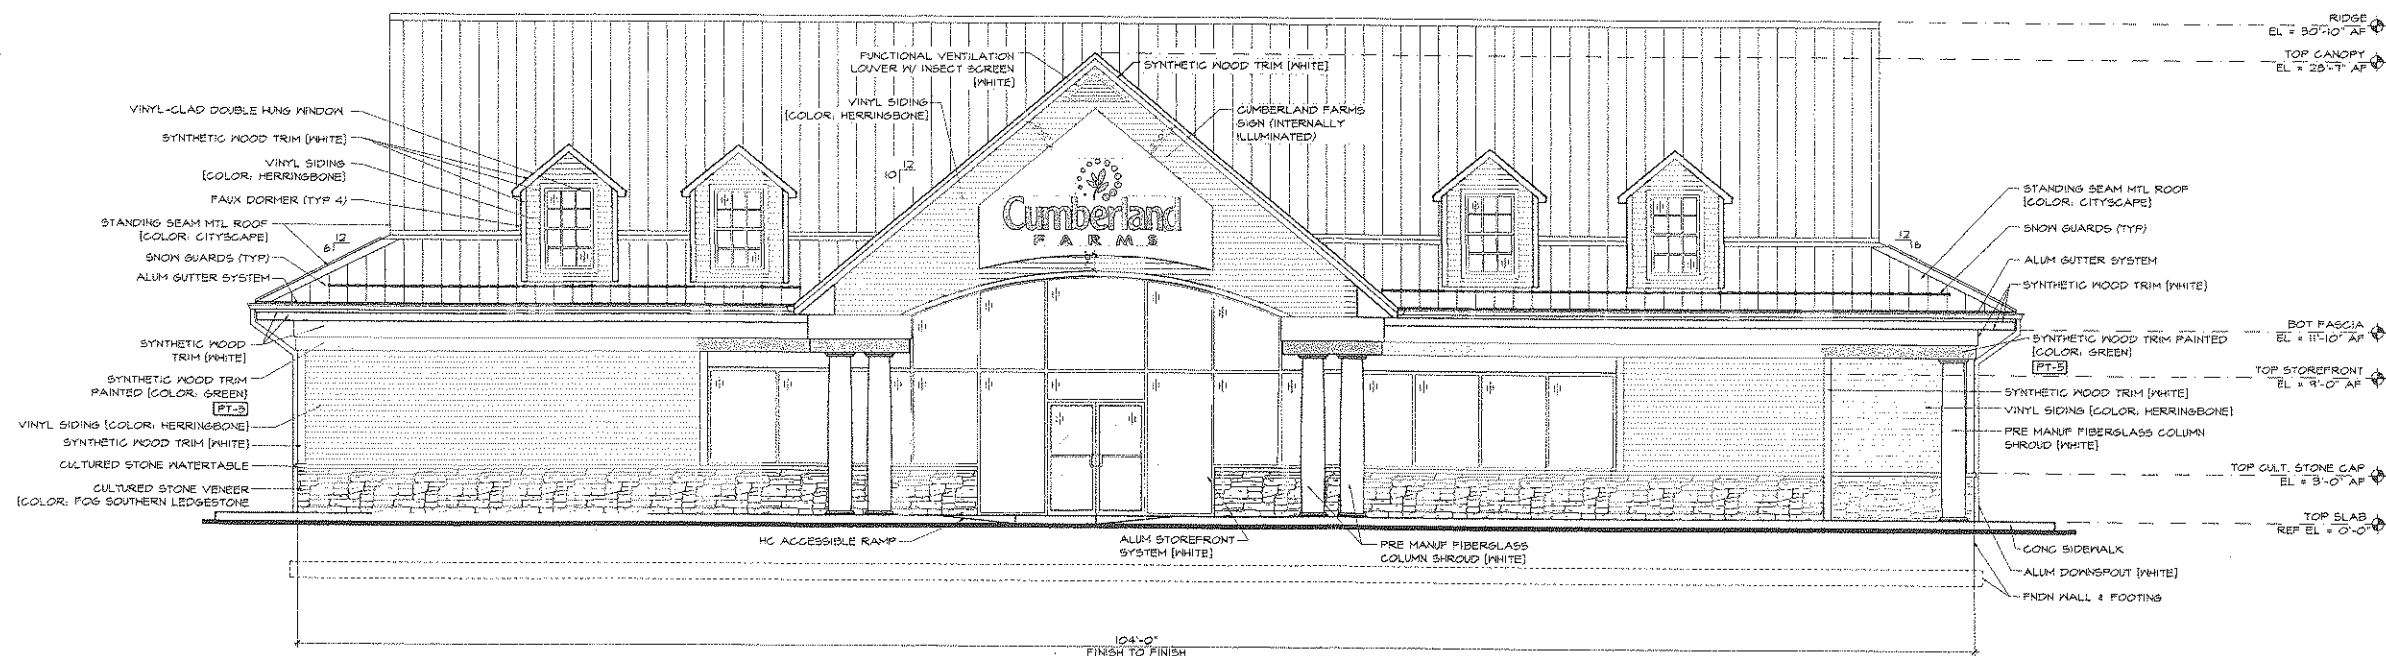 RIDGE
EL = 30'-10" AF
TOP CANOPY
EL = 28'-7" AF
FUNCTIONAL VENTILATION
LOUVER W/ INSECT SCREEN
[WHITE]
SYNTHETIC WOOD TRIM [WHITE]
VINYL SIDING
[COLOR: HERRINGBONE]
CUMBERLAND FARMS
SIGN (INTERNALLY
ILLUMINATED)
VINYL-CLAD DOUBLE HUNG WINDOW
SYNTHETIC WOOD TRIM [WHITE]
VINYL SIDING
[COLOR: HERRINGBONE]
FAUX DORMER (TYP 4)
STANDING SEAM MTL ROOF
[COLOR: CITYSCAPE]
SNOW GUARDS (TYP)
ALUM GUTTER SYSTEM
12
6
12
10
Cumberland
FARMS
12
6
STANDING SEAM MTL ROOF
[COLOR: CITYSCAPE]
SNOW GUARDS (TYP)
ALUM GUTTER SYSTEM
SYNTHETIC WOOD TRIM [WHITE]
BOT FASCIA
EL = 11'-10" AF
SYNTHETIC WOOD TRIM PAINTED
[COLOR: GREEN]
PT-5
TOP STOREFRONT
EL = 9'-0" AF
SYNTHETIC WOOD TRIM [WHITE]
VINYL SIDING [COLOR: HERRINGBONE]
PRE MANUF FIBERGLASS COLUMN
SHROUD [WHITE]
TOP CULT. STONE CAP
EL = 3'-0" AF
TOP SLAB
REF EL = 0'-0"
SYNTHETIC WOOD
TRIM [WHITE]
SYNTHETIC WOOD TRIM
PAINTED [COLOR: GREEN]
VINYL SIDING [COLOR: HERRINGBONE]
SYNTHETIC WOOD TRIM [WHITE]
CULTURED STONE WATERTABLE
CULTURED STONE VENEER
[COLOR: FOG SOUTHERN LEDGESTONE
HC ACCESSIBLE RAMP
ALUM STOREFRONT
SYSTEM [WHITE]
PRE MANUF FIBERGLASS
COLUMN SHROUD [WHITE]
CONC SIDEWALK
ALUM DOWNSPOUT [WHITE]
FNDN WALL & FOOTING
104'-0"
FINISH TO FINISH